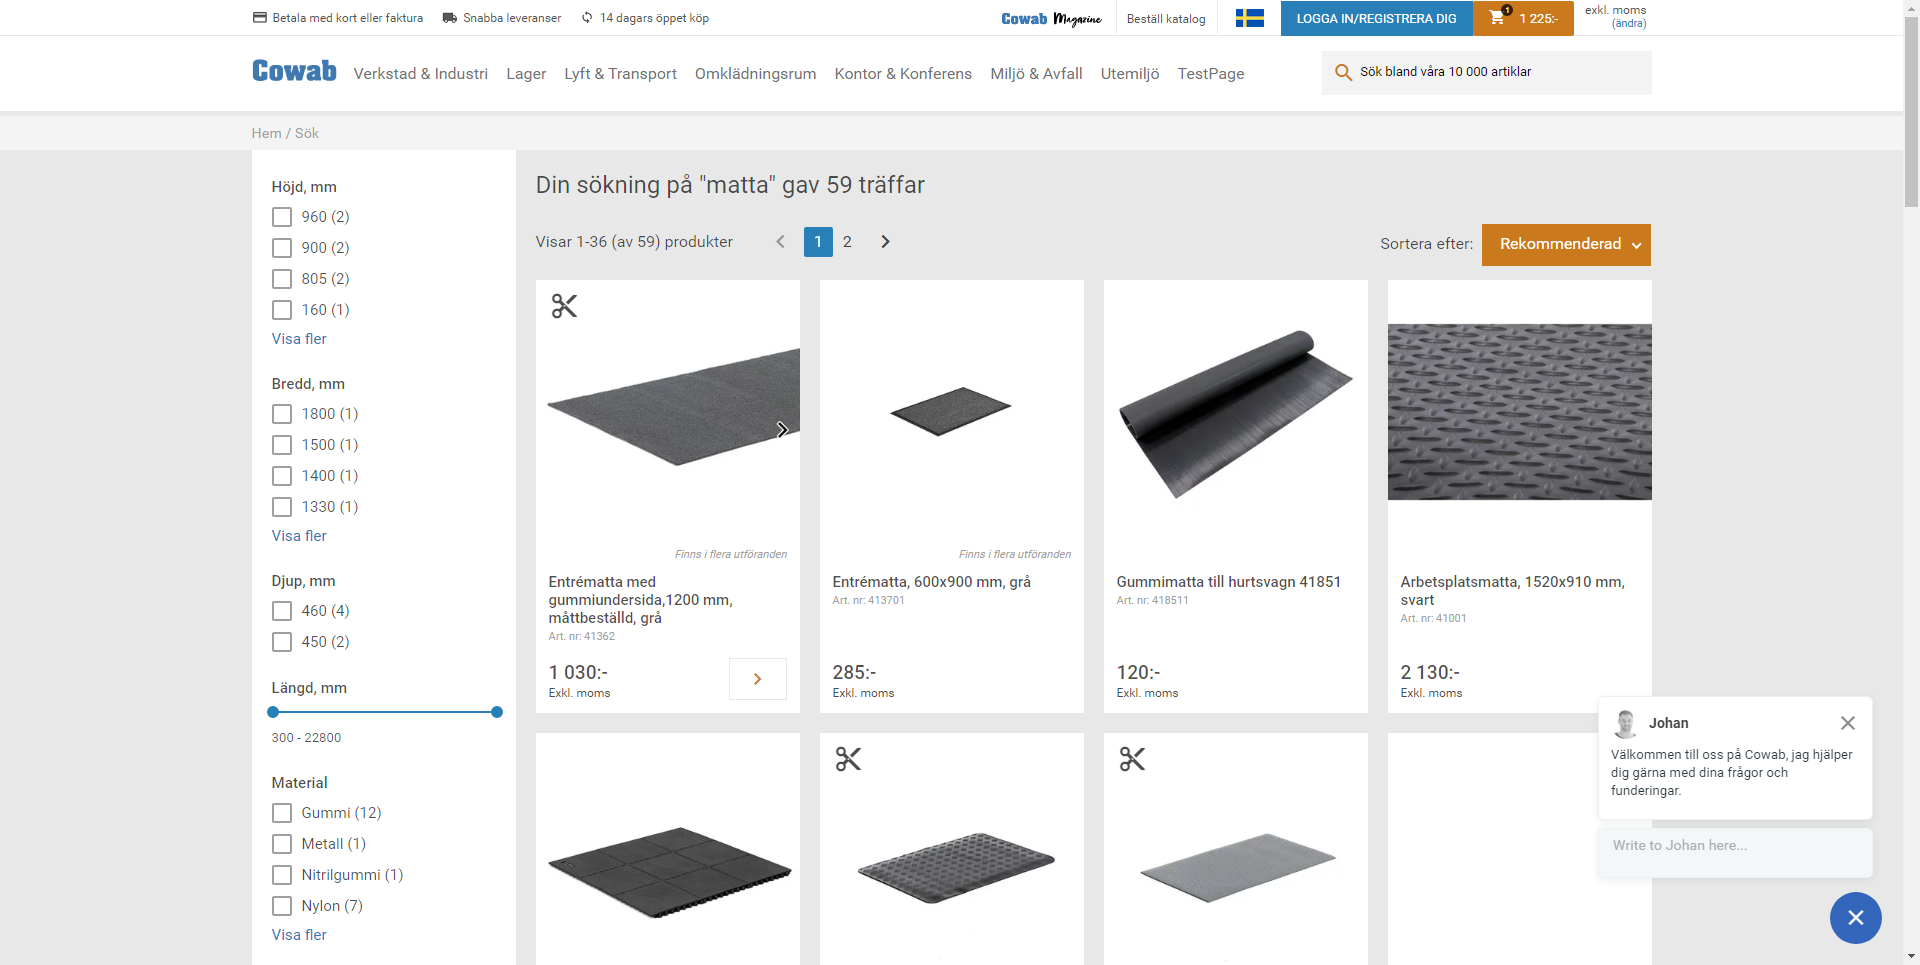 Betala med kort eller faktura
Snabba leveranser
14 dagars öppet köp
Cowab Magazine
Beställ katalog
LOGGA IN/REGISTRERA DIG
1
1 225:-
exkl. moms
(ändra)
Cowab
Verkstad & Industri
Lager
Lyft & Transport
Omklädningsrum
Kontor & Konferens
Miljö & Avfall
Utemiljö
TestPage
Sök bland våra 10 000 artiklar
Hem / Sök
Höjd, mm
960 (2)
900 (2)
805 (2)
160 (1)
Visa fler
Bredd, mm
1800 (1)
1500 (1)
1400 (1)
1330 (1)
Visa fler
Djup, mm
460 (4)
450 (2)
Längd, mm
300 - 22800
Material
Gummi (12)
Metall (1)
Nitrilgummi (1)
Nylon (7)
Visa fler
Din sökning på "matta" gav 59 träffar
Visar 1-36 (av 59) produkter
1
2
Sortera efter:
Rekommenderad
Finns i flera utföranden
Entrématta med
gummiundersida,1200 mm,
måttbeställd, grå
Art. nr: 41362
1 030:-
Exkl. moms
Finns i flera utföranden
Entrématta, 600x900 mm, grå
Art. nr: 413701
285:-
Exkl. moms
Gummimatta till hurtsvagn 41851
Art. nr: 418511
120:-
Exkl. moms
Arbetsplatsmatta, 1520x910 mm,
svart
Art. nr: 41001
2 130:-
Exkl. moms
Johan
Välkommen till oss på Cowab, jag hjälper
dig gärna med dina frågor och
funderingar.
Write to Johan here...